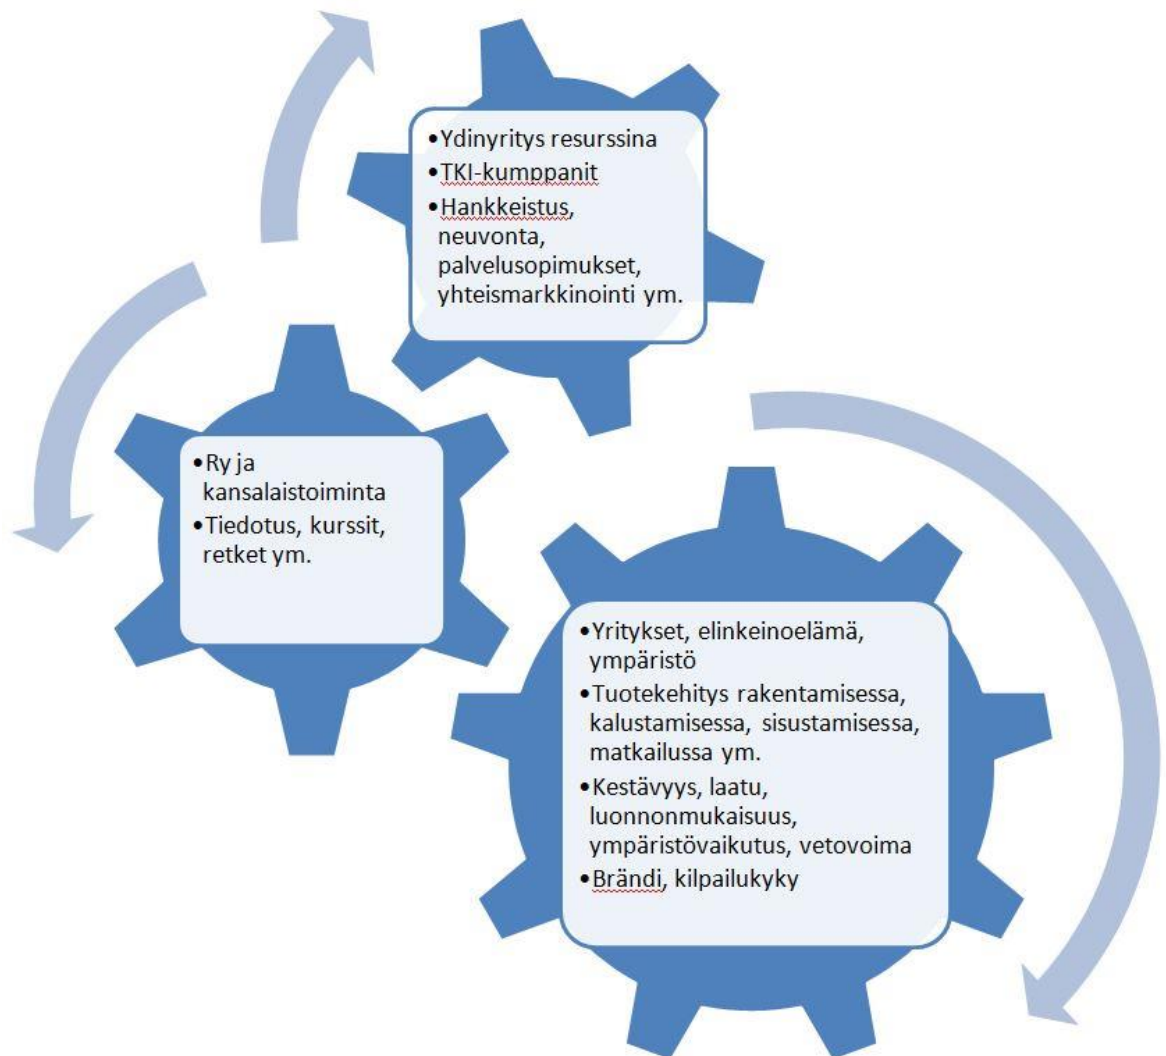 •Ydinyritys resurssina
•TKI-kumppanit
•Hankkeistus,
neuvonta,
palvelusopimukset,
yhteismarkkinointi ym.
•Ry ja
kansalaistoiminta
•Tiedotus, kurssit,
retket ym.
•Yritykset, elinkeinoelämä,
ympäristö
•Tuotekehitys rakentamisessa,
kalustamisessa, sisustamisessa,
matkailussa ym.
•Kestävyys, laatu,
luonnonmukaisuus,
ympäristövaikutus, vetovoima
•Brändi, kilpailukyky